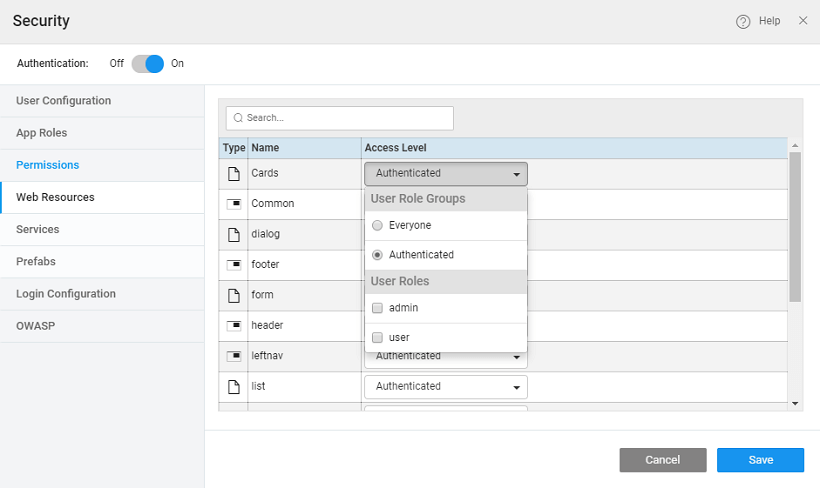 Security
Help
Authentication: Off On
User Configuration
App Roles
Permissions
Web Resources
Services
Prefabs
Login Configuration
OWASP
Search...
Type Name Access Level
Cards Authenticated
User Role Groups
Common
Everyone
dialog
Authenticated
footer
User Roles
form
admin
header
user
leftnav Authenticated
list Authenticated
Cancel Save